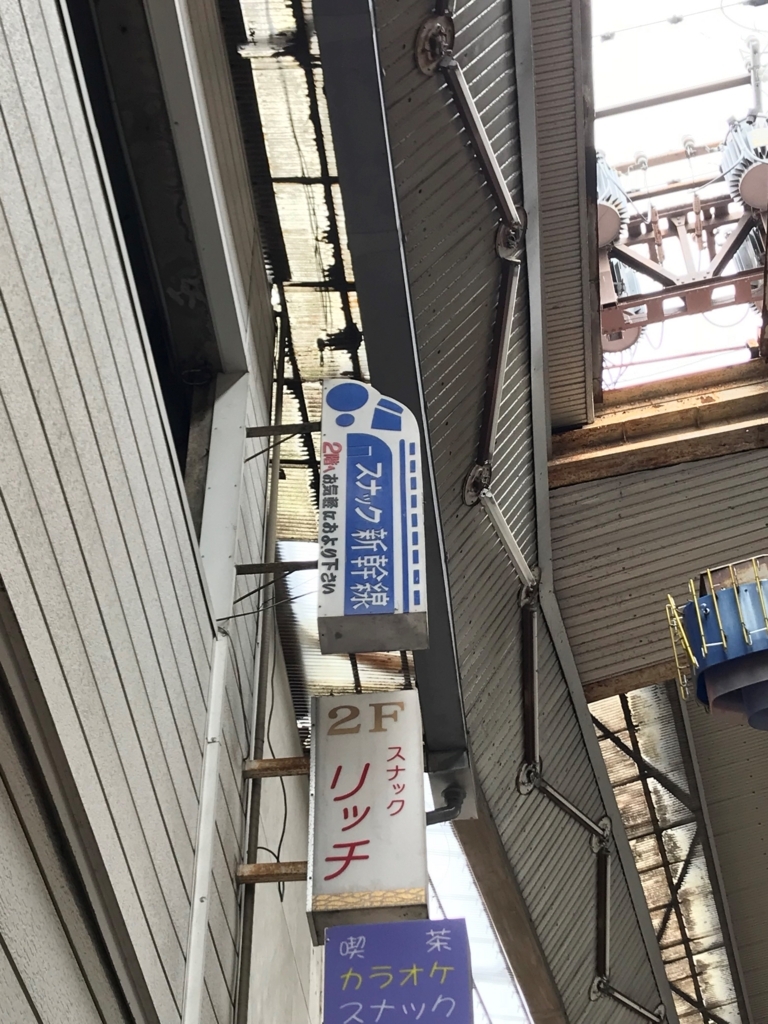 スナック新幹線
2階へお気軽におより下さい
2F
スナック
リッチ
喫茶
カラオケ
スナック